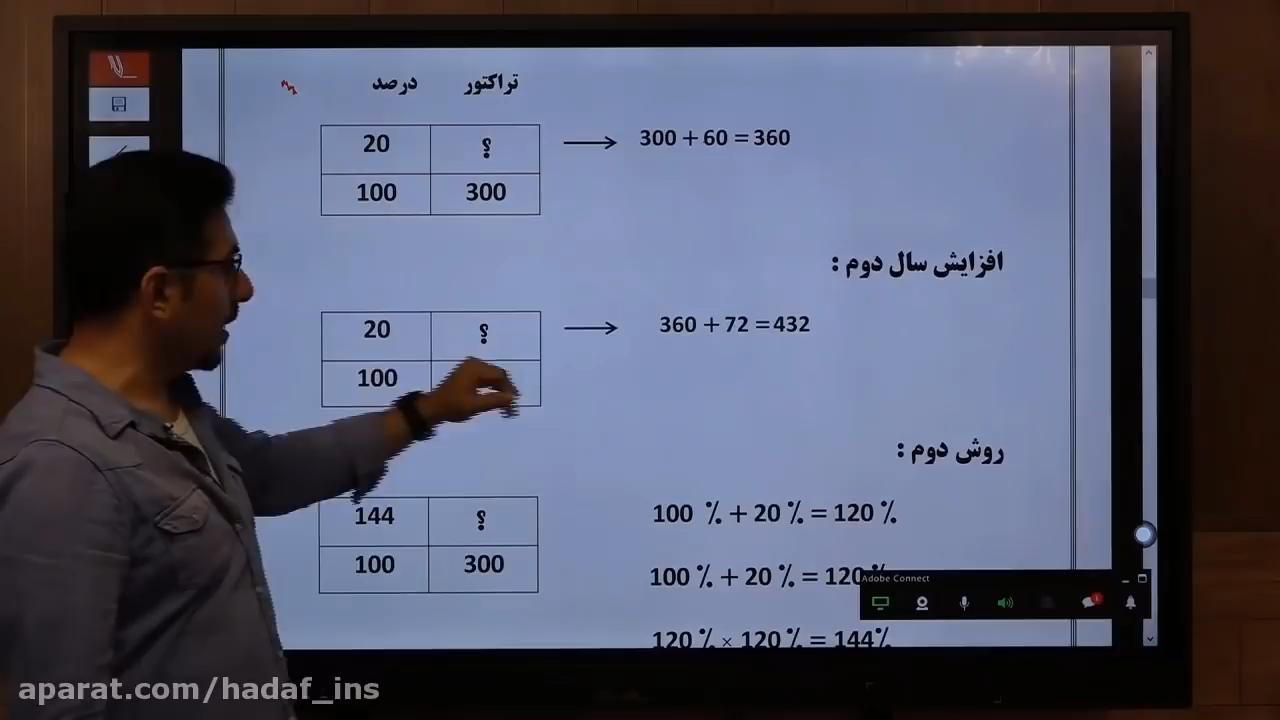 تراکتور درصد
20 ؟
300 + 60 = 360
100 300
افزایش سال دوم :
20 ؟
360 + 72 = 432
100
روش دوم :
144 ؟
100 ٪ + 20 ٪ = 120 ٪
100 300
100 ٪ + 20 ٪ = 120
Adobe Connect
1
120 ٪ × 120 ٪ = 144٪
aparat.com/hadaf_ins